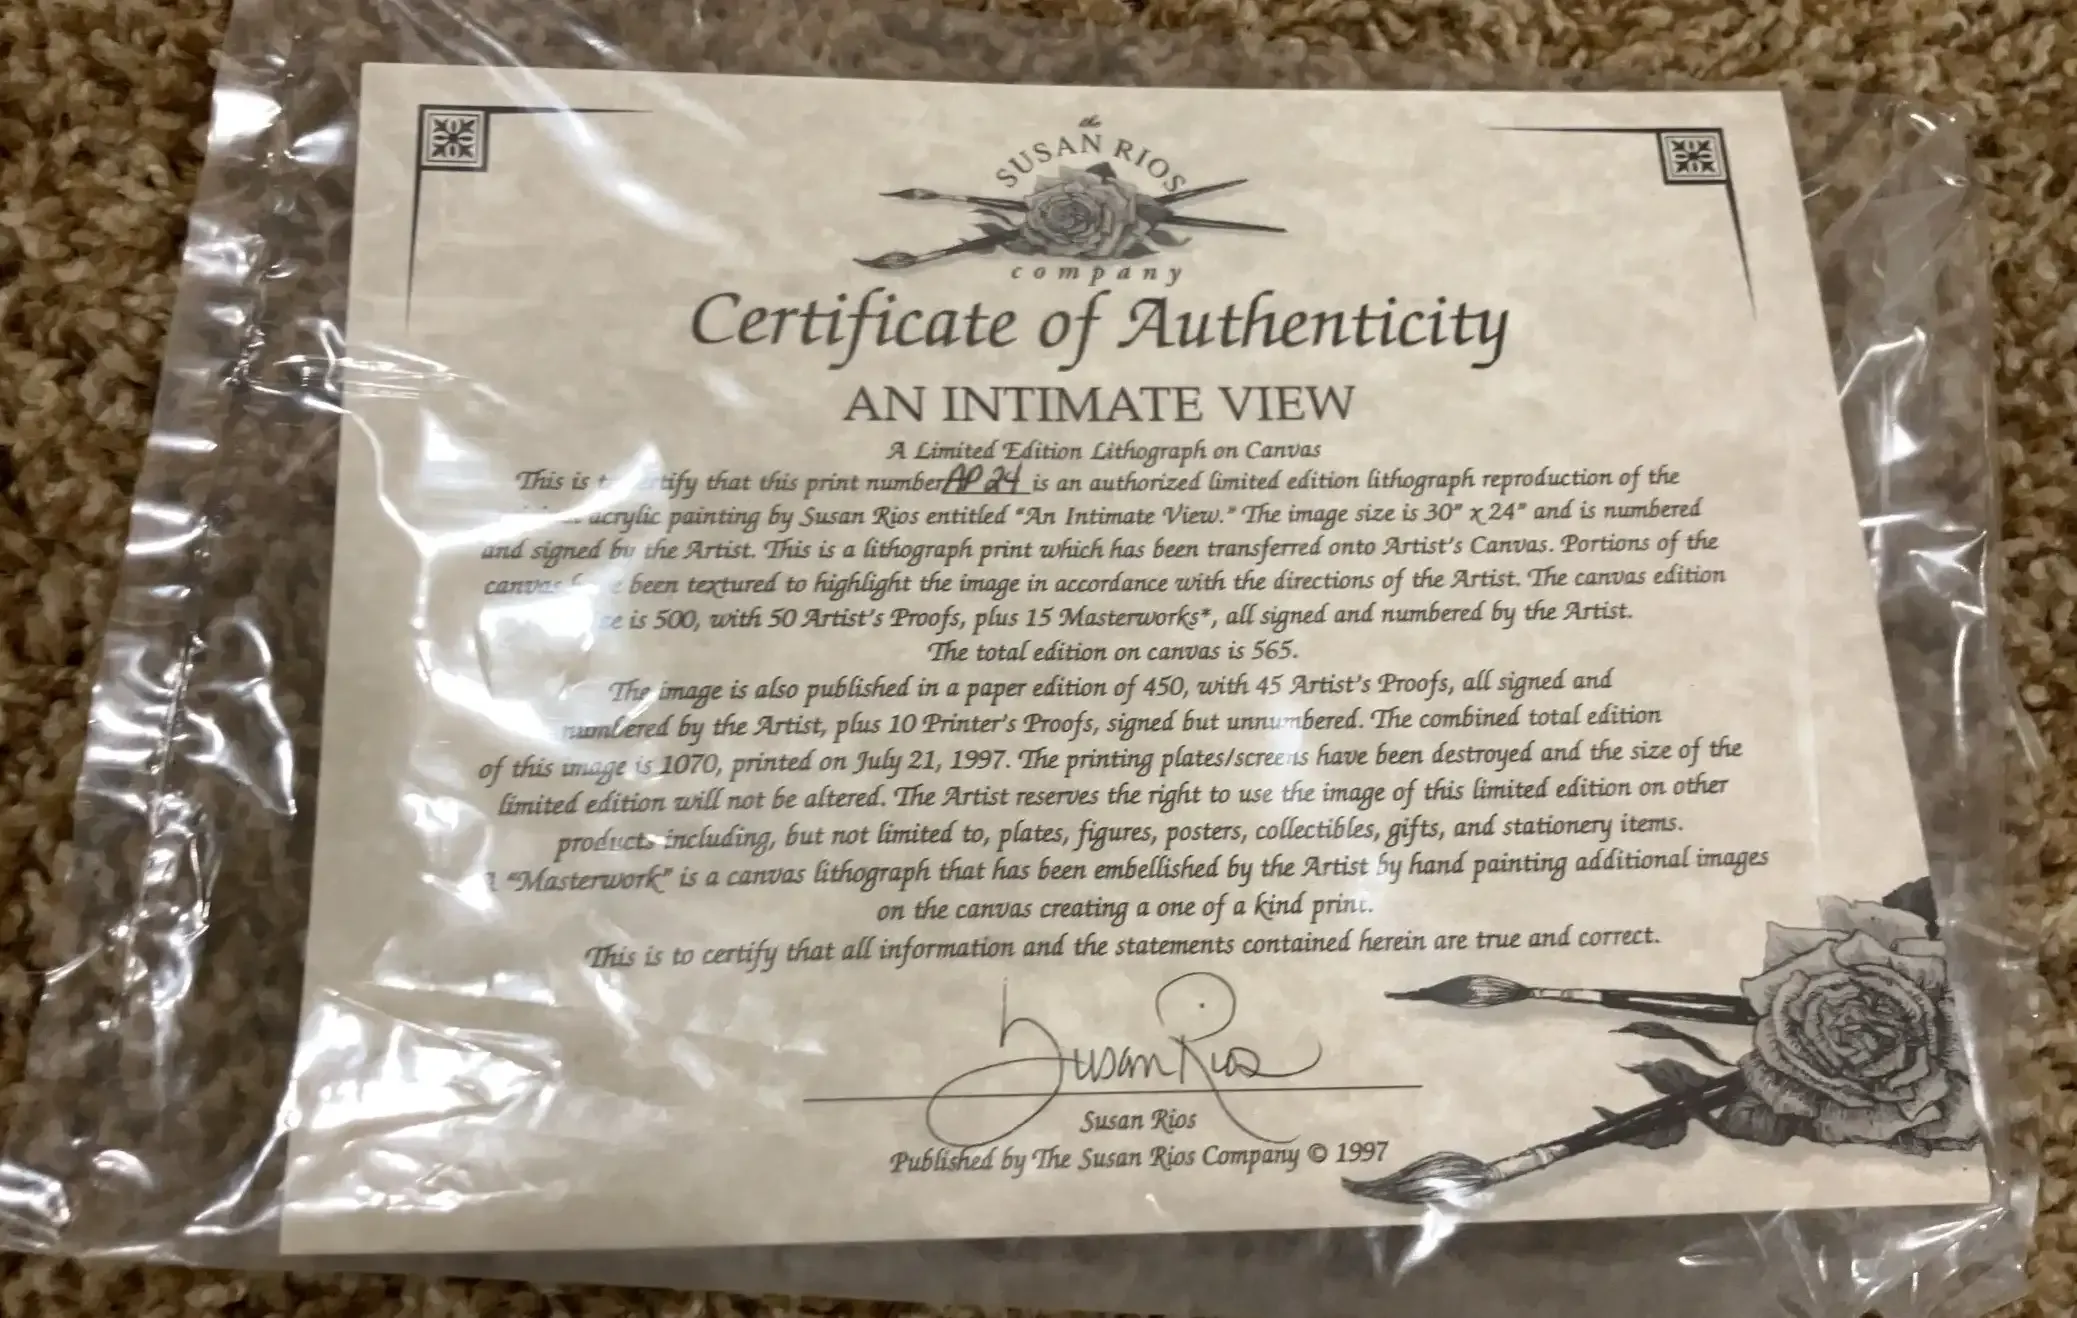 the
SUSAN RIOS
company
Certificate of Authenticity
AN INTIMATE VIEW
A Limited Edition Lithograph on Canvas
This is that this print number AP 24 is an authorized limited edition lithograph reproduction of the
acrylic painting by Susan Rios entitled "An Intimate View." The image size is 30" x 24" and is numbered
and signed by the Artist. This is a lithograph print which has been transferred onto Artist's Canvas. Portions of the
canvas been textured to highlight the image in accordance with the directions of the Artist. The canvas edition
is 500, with 50 Artist's Proofs, plus 15 Masterworks*, all signed and numbered by the Artist.
The total edition on canvas is 565.
The image is also published in a paper edition of 450, with 45 Artist's Proofs, all signed and
numbered by the Artist, plus 10 Printer's Proofs, signed but unnumbered. The combined total edition
of this image is 1070, printed on July 21, 1997. The printing plates/screens have been destroyed and the size of the
limited edition will not be altered. The Artist reserves the right to use the image of this limited edition on other
products including, but not limited to, plates, figures, posters, collectibles, gifts, and stationery items.
"Masterwork" is a canvas lithograph that has been embellished by the Artist by hand painting additional images
on the canvas creating a one of a kind print.
This is to certify that all information and the statements contained herein are true and correct.
Susan Rios
Susan Rios
Published by The Susan Rios Company © 1997